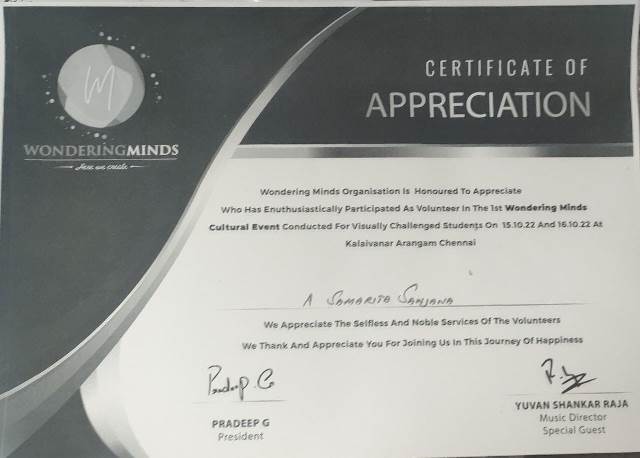 M
WONDERINGMINDS
Here we create
CERTIFICATE OF
APPRECIATION
Wondering Minds Organisation Is Honoured To Appreciate
Who Has Enuthusiastically Participated As Volunteer In The 1st Wondering Minds
Cultural Event Conducted For Visually Challenged Students On 15.10.22 And 16.10.22 At
Kalaivanar Arangam Chennai
A SAMARITA SANJANA
We Appreciate The Selfless And Noble Services Of The Volunteers
We Thank And Appreciate You For Joining Us In This Journey Of Happiness
Pradeep. G
PRADEEP G
President
YUVAN SHANKAR RAJA
Music Director
Special Guest